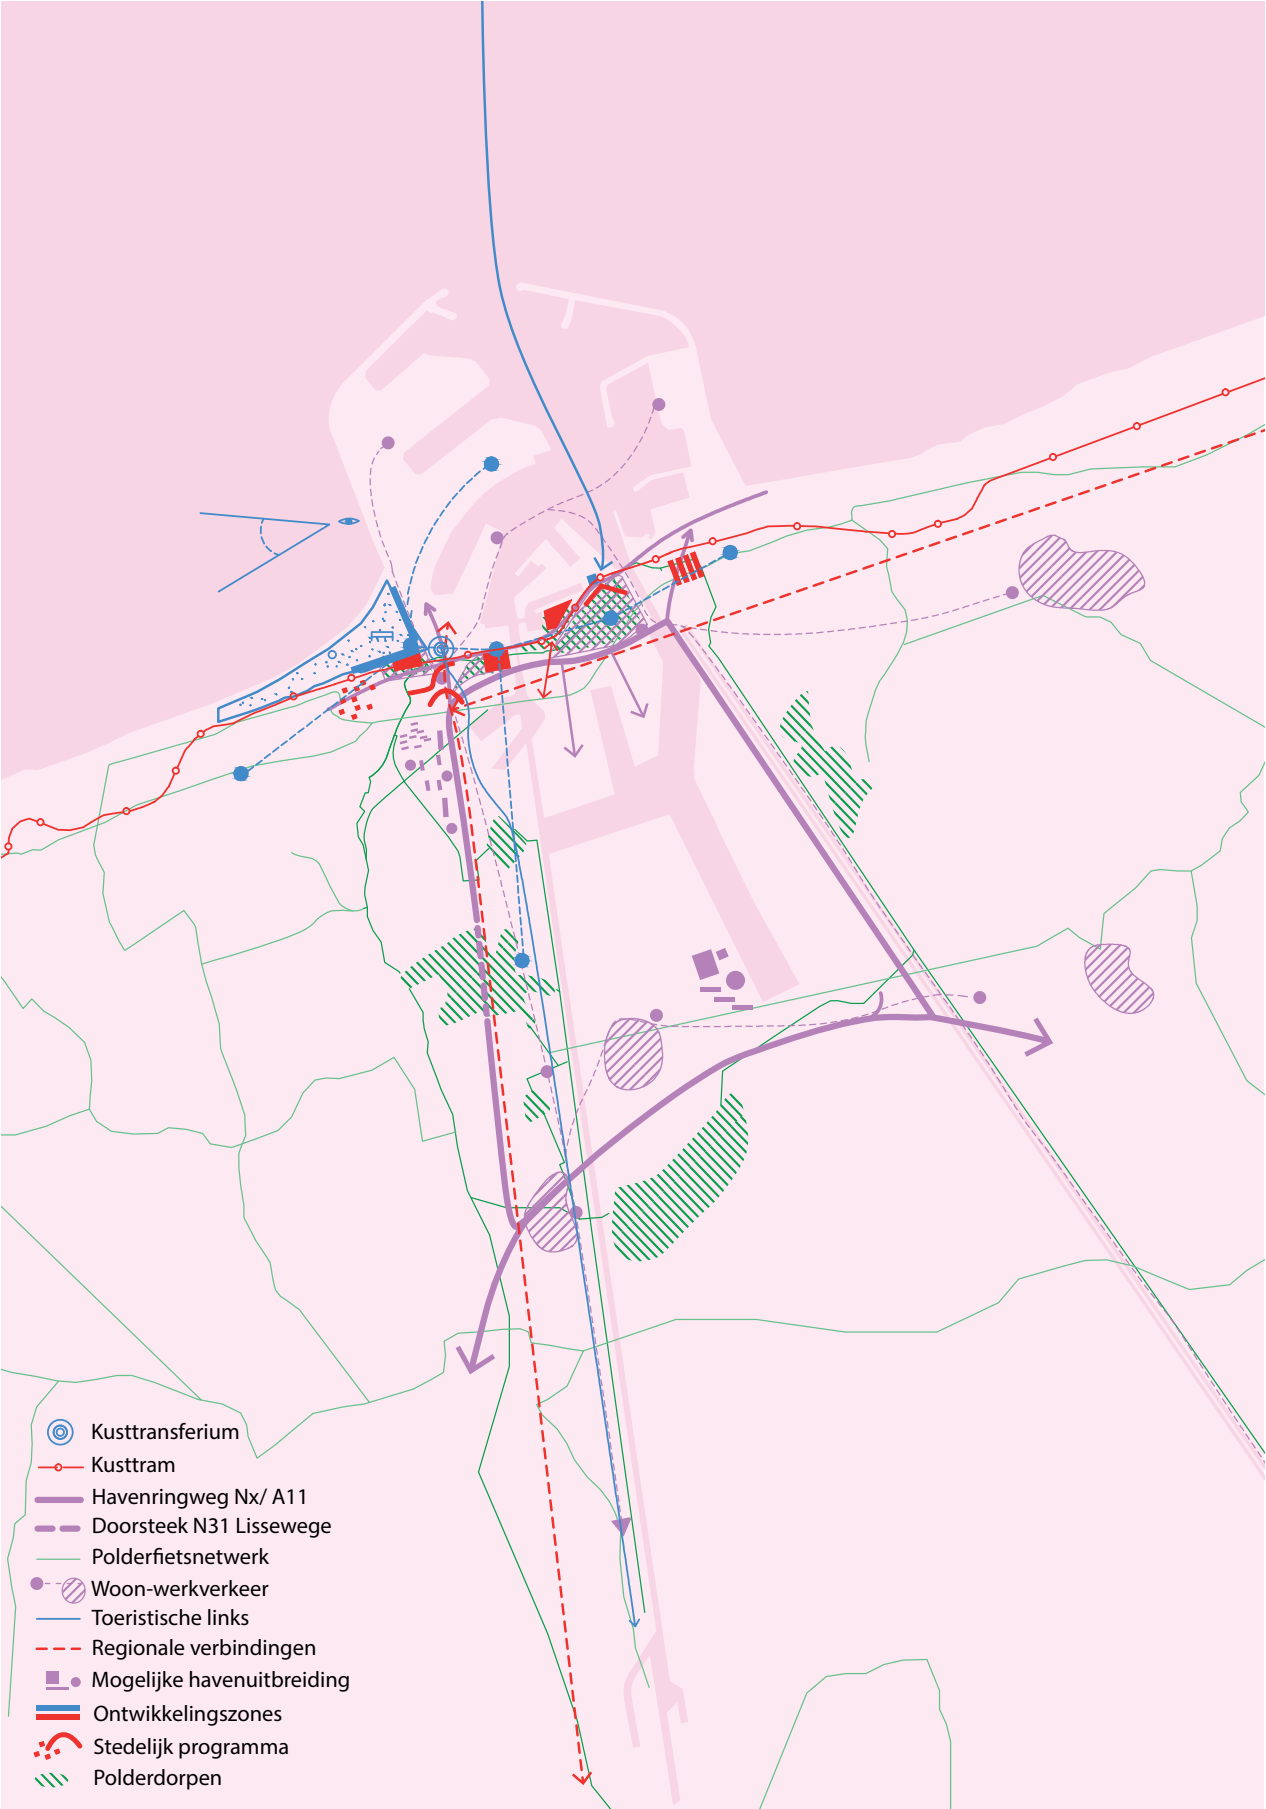 Kusttransferium
Kusttram
Havenringweg Nx/ A11
Doorsteek N31 Lissewege
Polderfietsnetwerk
Woon-werkverkeer
Toeristische links
Regionale verbindingen
Mogelijke havenuitbreiding
Ontwikkelingszones
Stedelijk programma
Polderdorpen